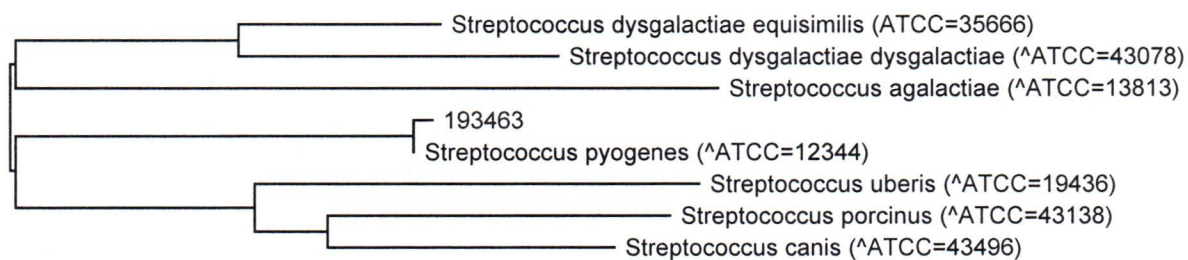 Streptococcus dysgalactiae equisimilis (ATCC=35666)
Streptococcus dysgalactiae dysgalactiae (^ATCC=43078)
Streptococcus agalactiae (^ATCC=13813)
193463
Streptococcus pyogenes (^ATCC=12344)
Streptococcus uberis (^ATCC=19436)
Streptococcus porcinus (^ATCC=43138)
Streptococcus canis (^ATCC=43496)